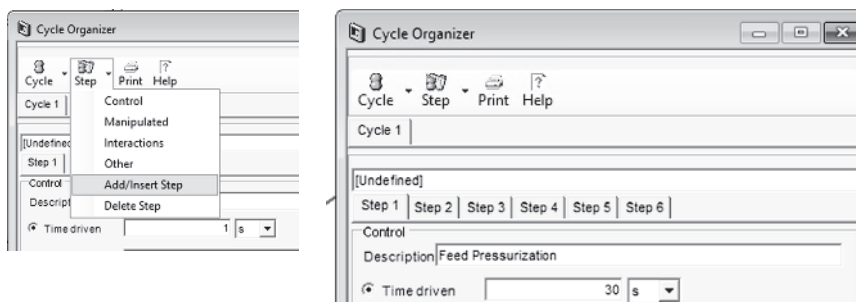 Cycle Organizer
Cycle Step Print Help
Cycle 1
Control
Manipulated
Interactions
Other
Add/Insert Step
Delete Step
[Undefined
Step 1
Control
Descript
Time driven 1 s
Cycle Organizer
Cycle Step Print Help
Cycle 1
[Undefined]
Step 1 Step 2 Step 3 Step 4 Step 5 Step 6
Control
Description Feed Pressurization
Time driven 30 s